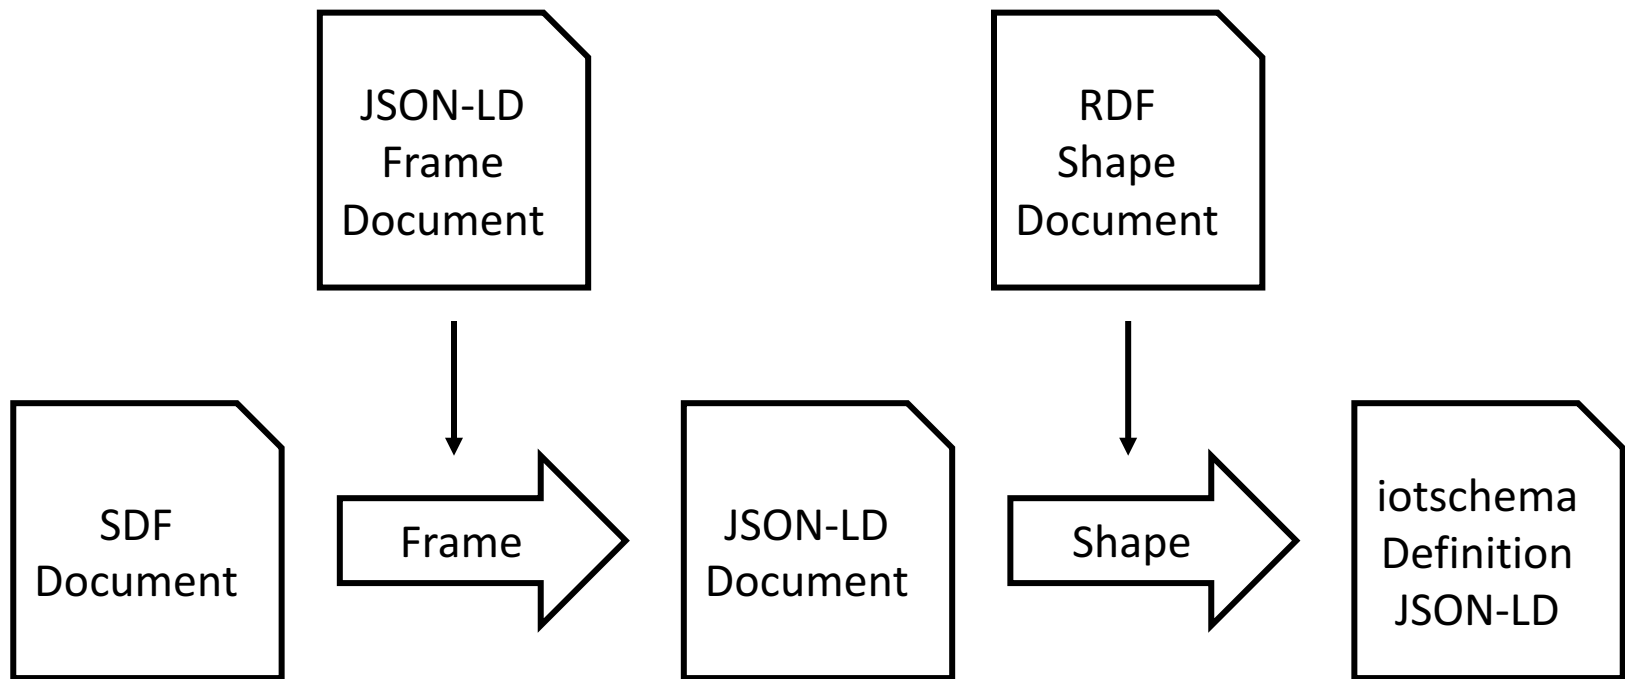 JSON-LD
Frame
Document
RDF
Shape
Document
SDF
Document
Frame
JSON-LD
Document
Shape
iotschema
Definition
JSON-LD